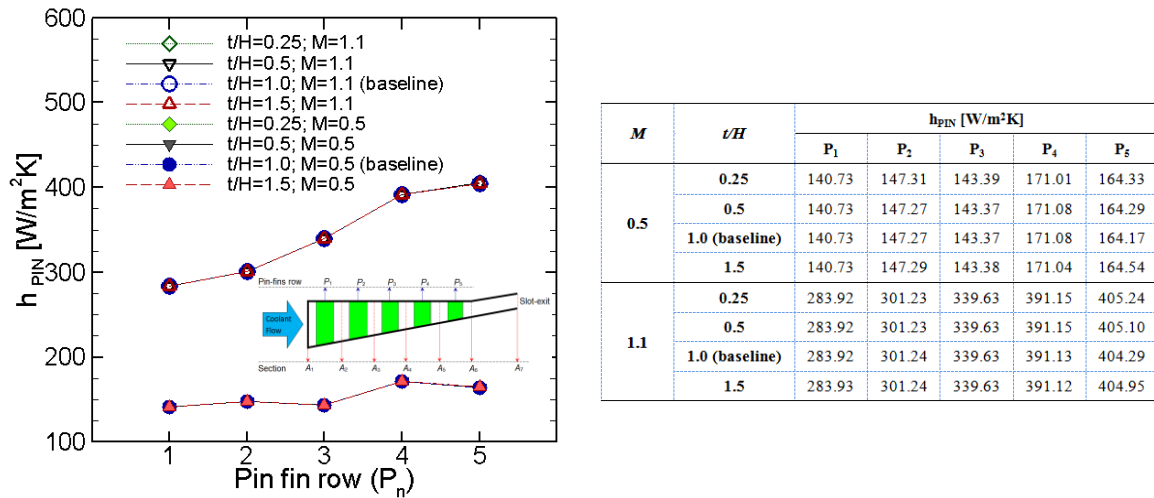 600
500
400
300
200
100
h PIN [W/m²K]
t/H=0.25; M=1.1
t/H=0.5; M=1.1
t/H=1.0; M=1.1 (baseline)
t/H=1.5; M=1.1
t/H=0.25; M=0.5
t/H=0.5; M=0.5
t/H=1.0; M=0.5 (baseline)
t/H=1.5; M=0.5
Pin-fins row P1 P2 P3 P4 P5
Slot-exit
Coolant
Flow
Section A1 A2 A3 A4 A5 A6 A7
1 2 3 4 5
Pin fin row (Pn)
M t/H hPIN [W/m²K]
P1 P2 P3 P4 P5
0.5
0.25 140.73 147.31 143.39 171.01 164.33
0.5 140.73 147.27 143.37 171.08 164.29
1.0 (baseline) 140.73 147.27 143.37 171.08 164.17
1.5 140.73 147.29 143.38 171.04 164.54
1.1
0.25 283.92 301.23 339.63 391.15 405.24
0.5 283.92 301.23 339.63 391.15 405.10
1.0 (baseline) 283.92 301.24 339.63 391.13 404.29
1.5 283.93 301.24 339.63 391.12 404.95